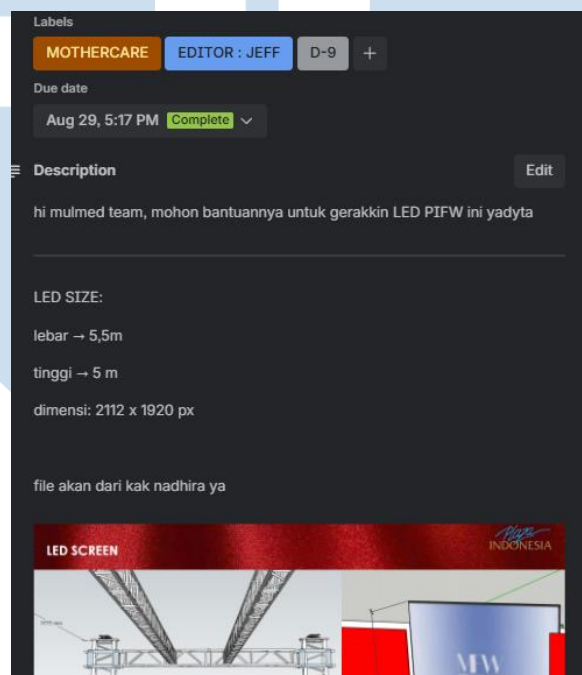 Labels
MOTHERCARE EDITOR : JEFF D-9 +
Due date
Aug 29, 5:17 PM Complete
Description Edit
hi mulmed team, mohon bantuannya untuk gerakkin LED PIFW ini yadyta
LED SIZE:
lebar → 5,5m
tinggi → 5 m
dimensi: 2112 x 1920 px
file akan dari kak nadhira ya
LED SCREEN
Plaza
INDONESIA